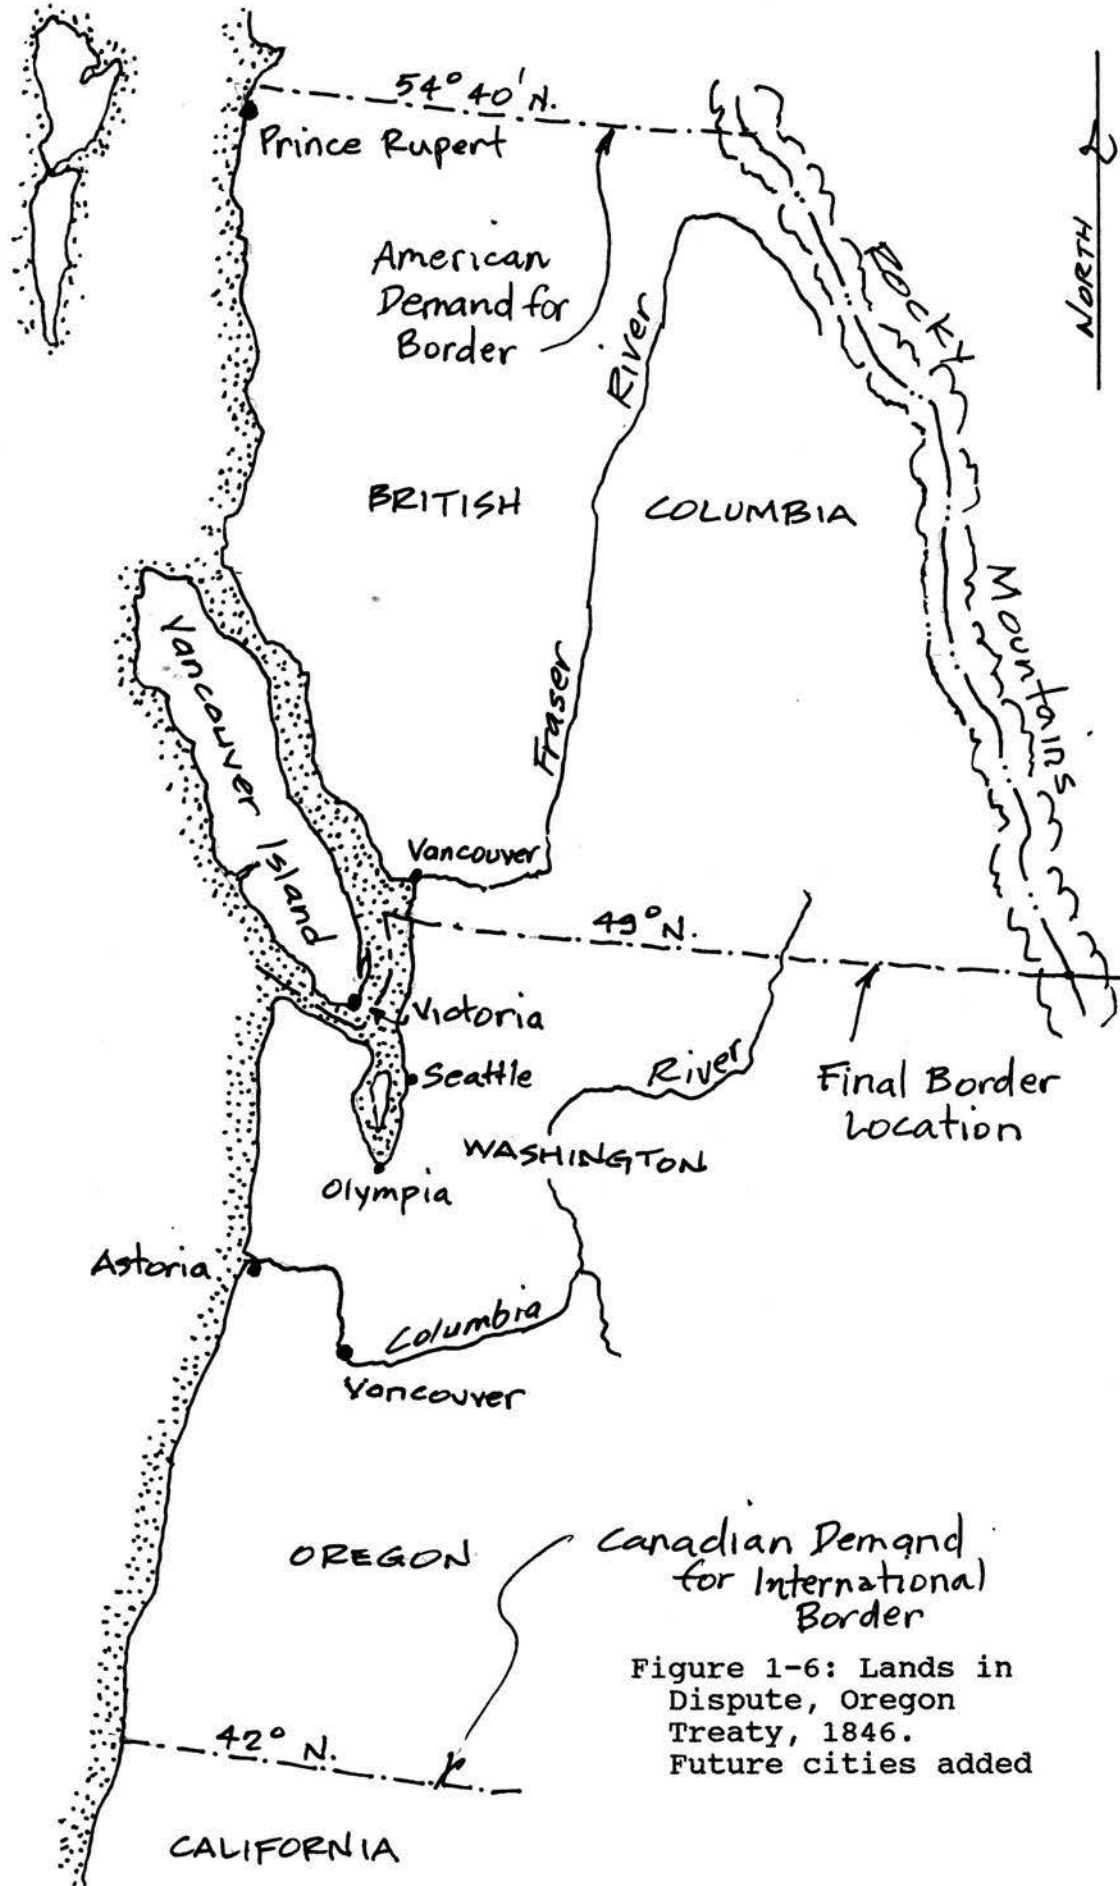 54° 40' N.
Prince Rupert
NORTH
American
Demand for
Border
ROCKY
River
BRITISH COLUMBIA
Mountains
Vancouver Island
Fraser
Vancouver
49° N.
Victoria
Seattle
River
Final Border
Location
WASHINGTON
Olympia
Astoria
Columbia
Vancouver
OREGON
Canadian Demand
for International
Border
Figure 1-6: Lands in
Dispute, Oregon
Treaty, 1846.
Future cities added
42° N.
CALIFORNIA